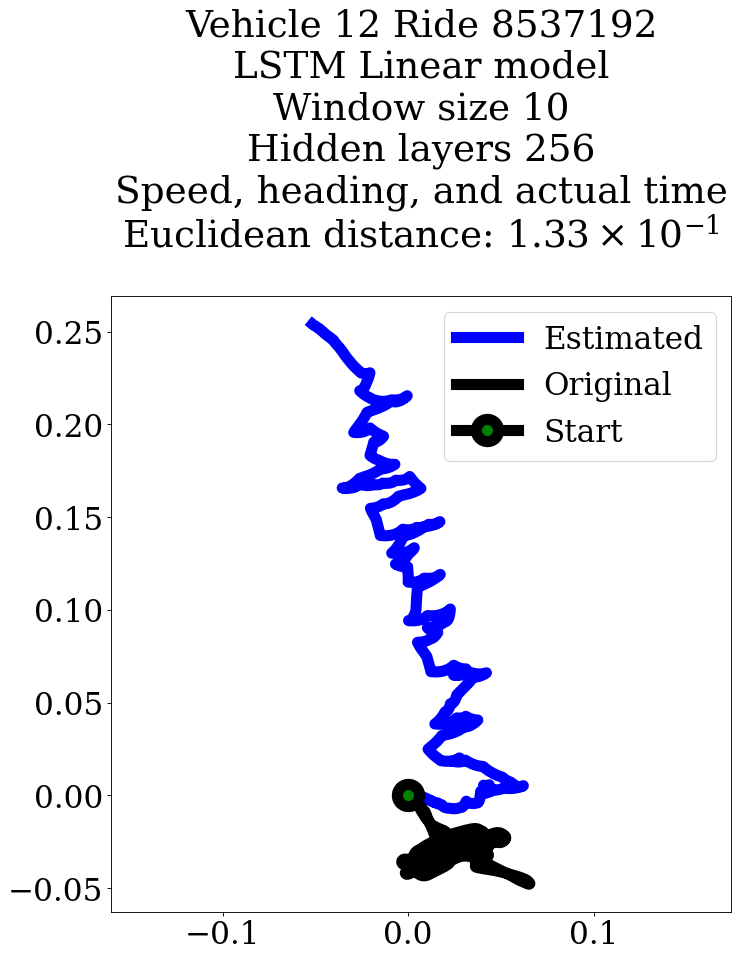 Vehicle 12 Ride 8537192
LSTM Linear model
Window size 10
Hidden layers 256
Speed, heading, and actual time
Euclidean distance: 1.33 × 10⁻¹
Estimated
Original
Start
0.25
0.20
0.15
0.10
0.05
0.00
−0.05
−0.1
0.0
0.1